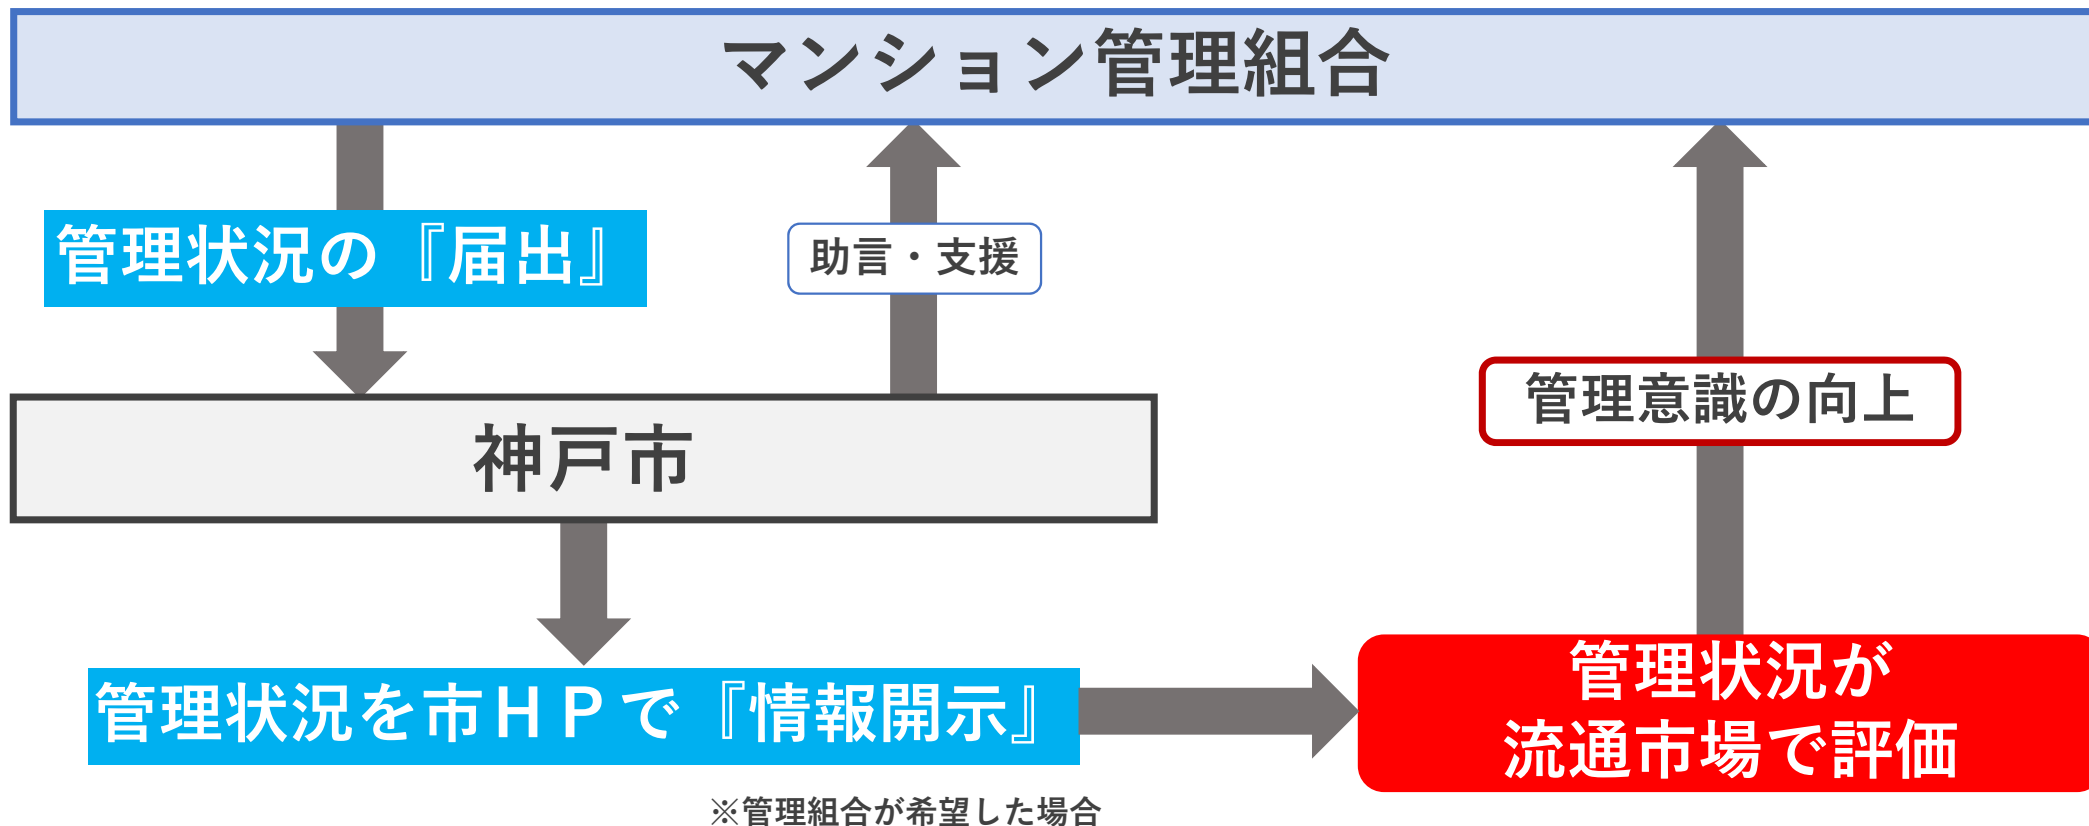 マンション管理組合
管理状況の『届出』
助言・支援
管理意識の向上
神戸市
管理状況が
流通市場で評価
管理状況を市ＨＰで『情報開示』
※管理組合が希望した場合